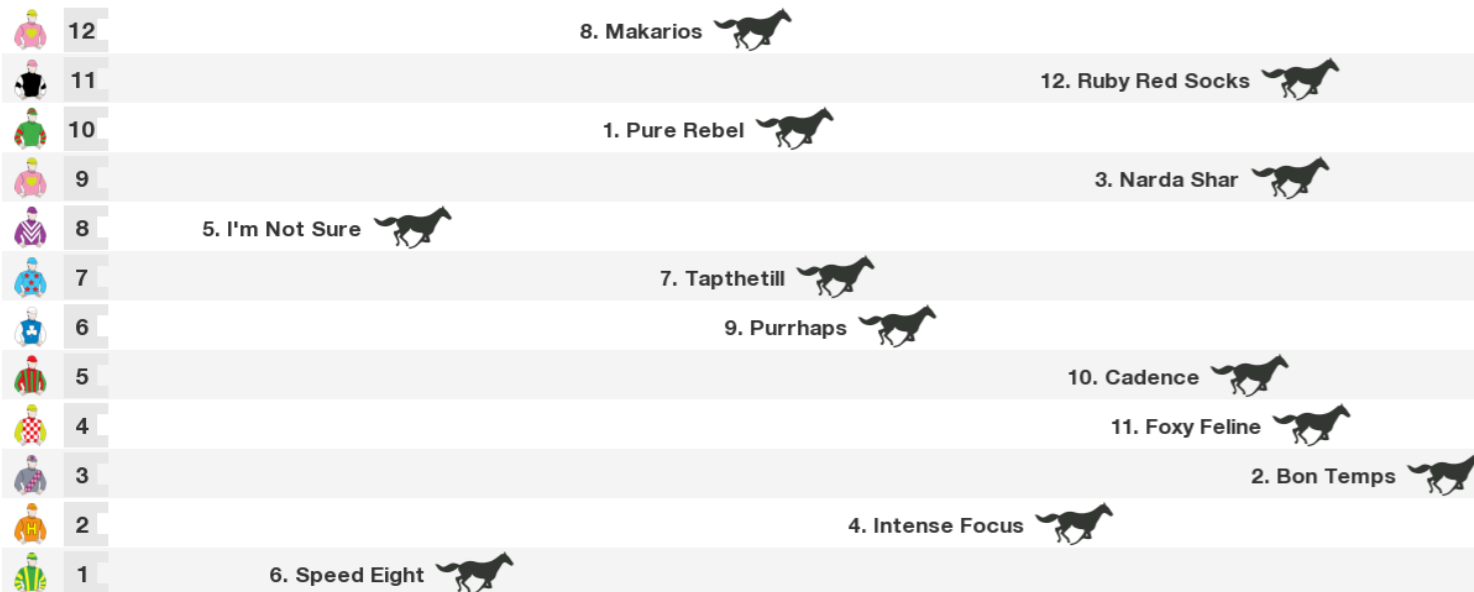 12 8. Makarios
11 12. Ruby Red Socks
10 1. Pure Rebel
9 3. Narda Shar
8 5. I'm Not Sure
7 7. Tapthetill
6 9. Purrhaps
5 10. Cadence
4 11. Foxy Feline
3 2. Bon Temps
H 2 4. Intense Focus
1 6. Speed Eight